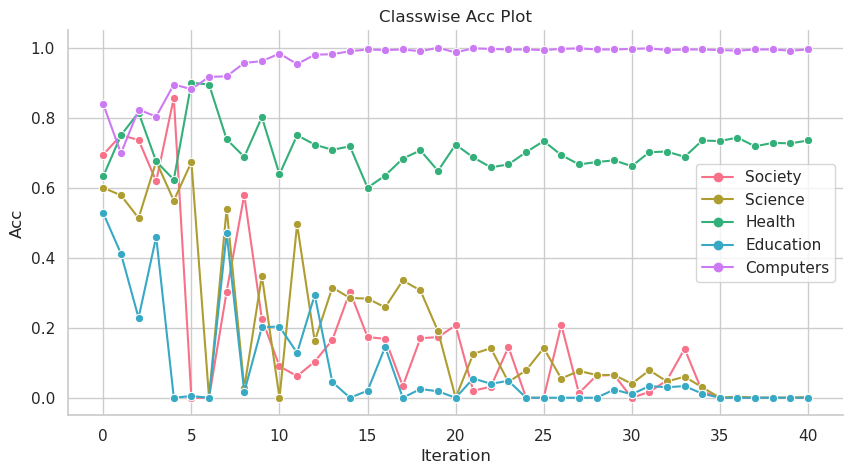 Classwise Acc Plot
1.0
0.8
0.6
0.4
0.2
0.0
Acc
Society
Science
Health
Education
Computers
0 5 10 15 20 25 30 35 40
Iteration